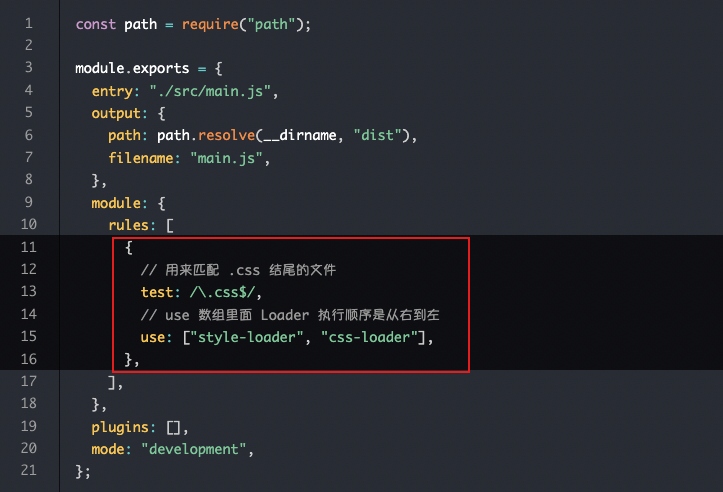 1 const path = require("path");
2
3 module.exports = {
4   entry: "./src/main.js",
5   output: {
6     path: path.resolve(__dirname, "dist"),
7     filename: "main.js",
8   },
9   module: {
10     rules: [
11       {
12         // 用来匹配 .css 结尾的文件
13         test: /\.css$/,
14         // use 数组里面 Loader 执行顺序是从右到左
15         use: ["style-loader", "css-loader"],
16       },
17     ],
18   },
19   plugins: [],
20   mode: "development",
21 };